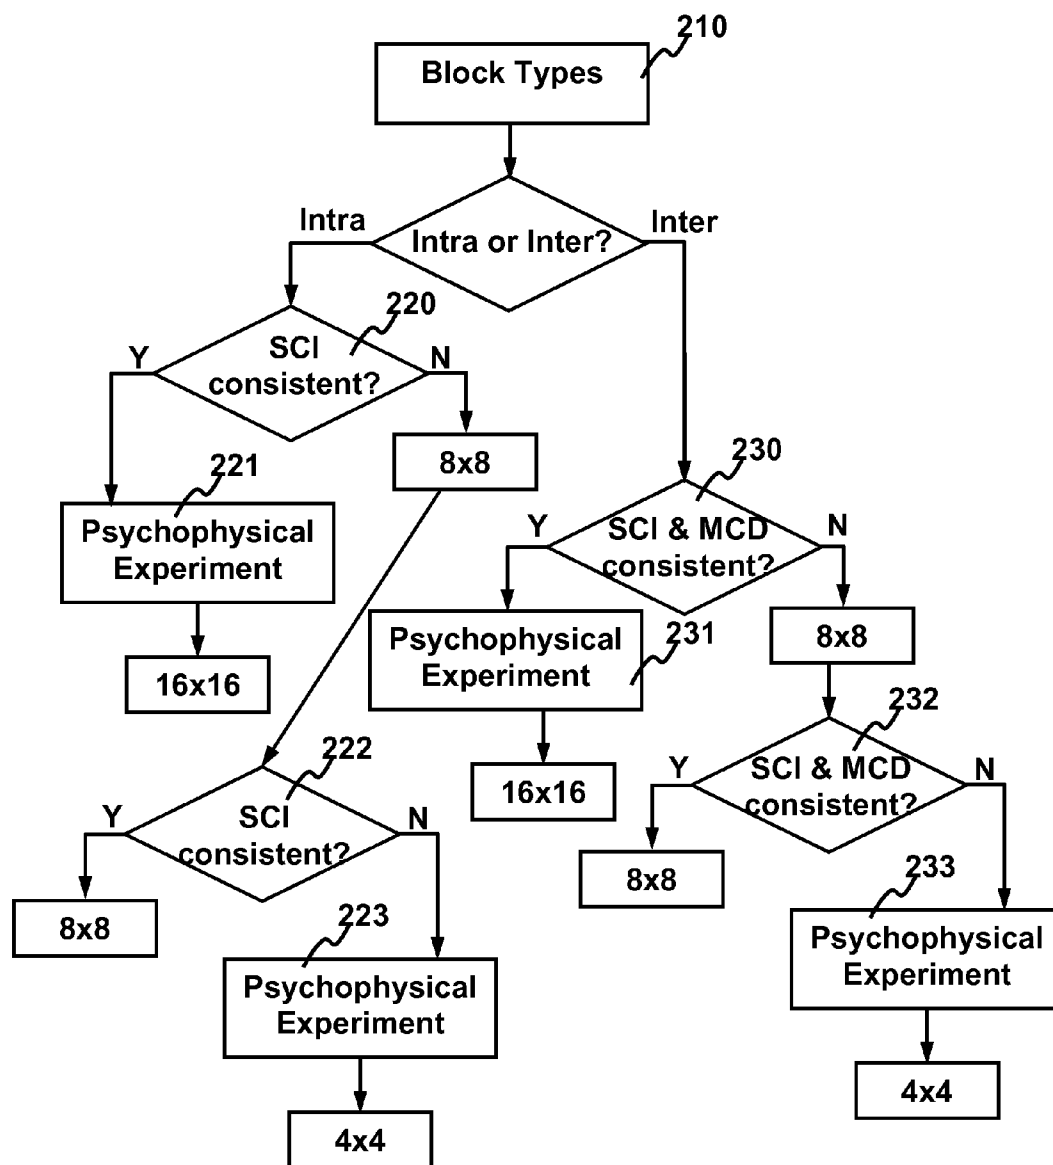 210
Block Types
Intra
Inter
Intra or Inter?
220
Y
SCI
consistent?
N
8x8
221
Psychophysical
Experiment
16x16
230
Y
SCI & MCD
consistent?
N
8x8
Psychophysical
Experiment
231
16x16
232
Y
SCI & MCD
consistent?
N
8x8
222
Y
SCI
consistent?
N
8x8
223
Psychophysical
Experiment
4x4
233
Psychophysical
Experiment
4x4